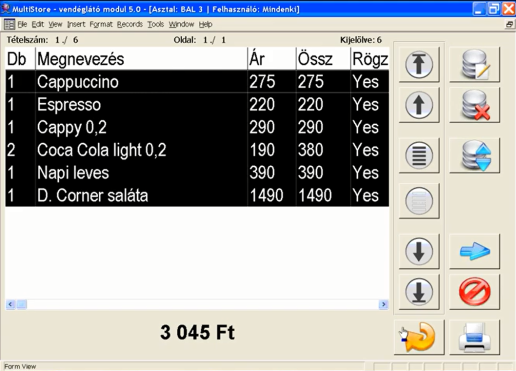 MultiStore - vendéglátó modul 5.0 - [Asztal: BAL 3 | Felhasználó: Mindenki]
File Edit View Insert Format Records Tools Window Help
Tételszám: 1 ./ 6 Oldal: 1 ./ 1 Kijelölve: 6
Db Megnevezés Ár Össz Rögz
1 Cappuccino 275 275 Yes
1 Espresso 220 220 Yes
1 Cappy 0,2 290 290 Yes
2 Coca Cola light 0,2 190 380 Yes
1 Napi leves 390 390 Yes
1 D. Corner saláta 1490 1490 Yes
3 045 Ft
Form View